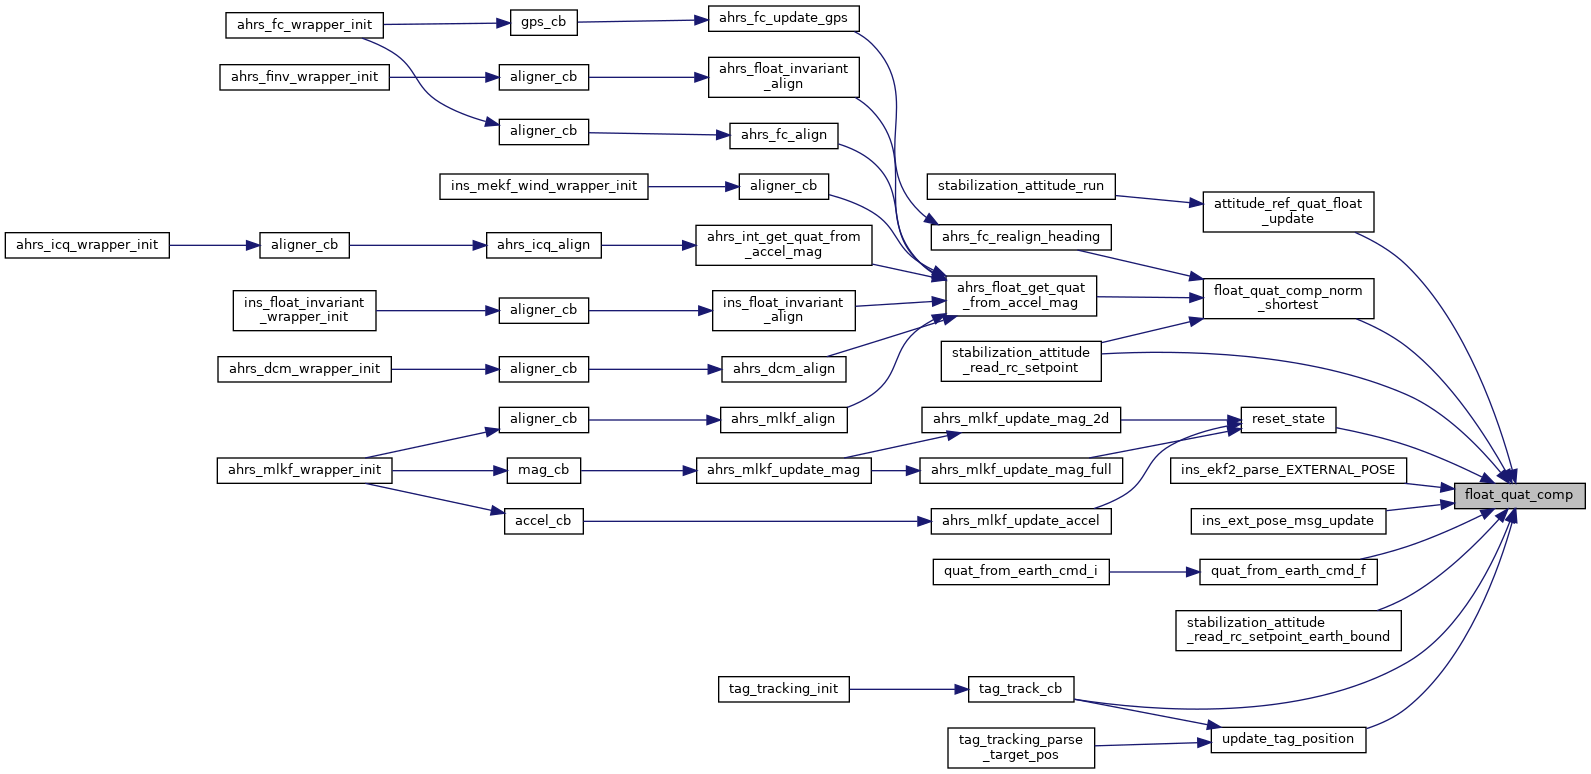 ahrs_fc_wrapper_init
gps_cb
ahrs_fc_update_gps
ahrs_finv_wrapper_init
aligner_cb
ahrs_float_invariant
_align
aligner_cb
ahrs_fc_align
ins_mekf_wind_wrapper_init
aligner_cb
stabilization_attitude_run
attitude_ref_quat_float
_update
ahrs_icq_wrapper_init
aligner_cb
ahrs_icq_align
ahrs_int_get_quat_from
_accel_mag
ahrs_fc_realign_heading
ins_float_invariant
_wrapper_init
aligner_cb
ins_float_invariant
_align
ahrs_float_get_quat
_from_accel_mag
float_quat_comp_norm
_shortest
ahrs_dcm_wrapper_init
aligner_cb
ahrs_dcm_align
stabilization_attitude
_read_rc_setpoint
aligner_cb
ahrs_mlkf_align
ahrs_mlkf_update_mag_2d
reset_state
ahrs_mlkf_wrapper_init
mag_cb
ahrs_mlkf_update_mag
ahrs_mlkf_update_mag_full
ins_ekf2_parse_EXTERNAL_POSE
float_quat_comp
accel_cb
ahrs_mlkf_update_accel
ins_ext_pose_msg_update
quat_from_earth_cmd_i
quat_from_earth_cmd_f
stabilization_attitude
_read_rc_setpoint_earth_bound
tag_tracking_init
tag_track_cb
tag_tracking_parse
_target_pos
update_tag_position